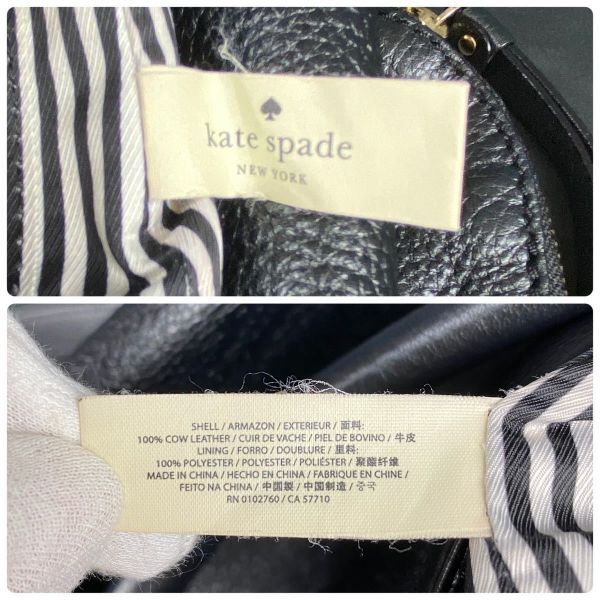 kate spade
NEW YORK
SHELL / ARMAZON / EXTERIEUR / 面料:
100% COW LEATHER / CUIR DE VACHE / PIEL DE BOVINO / 牛皮
LINING / FORRO / DOUBLURE / 里料:
100% POLYESTER / POLYESTER / POLIÉSTER / 聚酯纤维
MADE IN CHINA / HECHO EN CHINA / FABRIQUE EN CHINE /
FEITO NA CHINA / 中國製 / 中国制造 / 중국
RN 0102760 / CA 57710